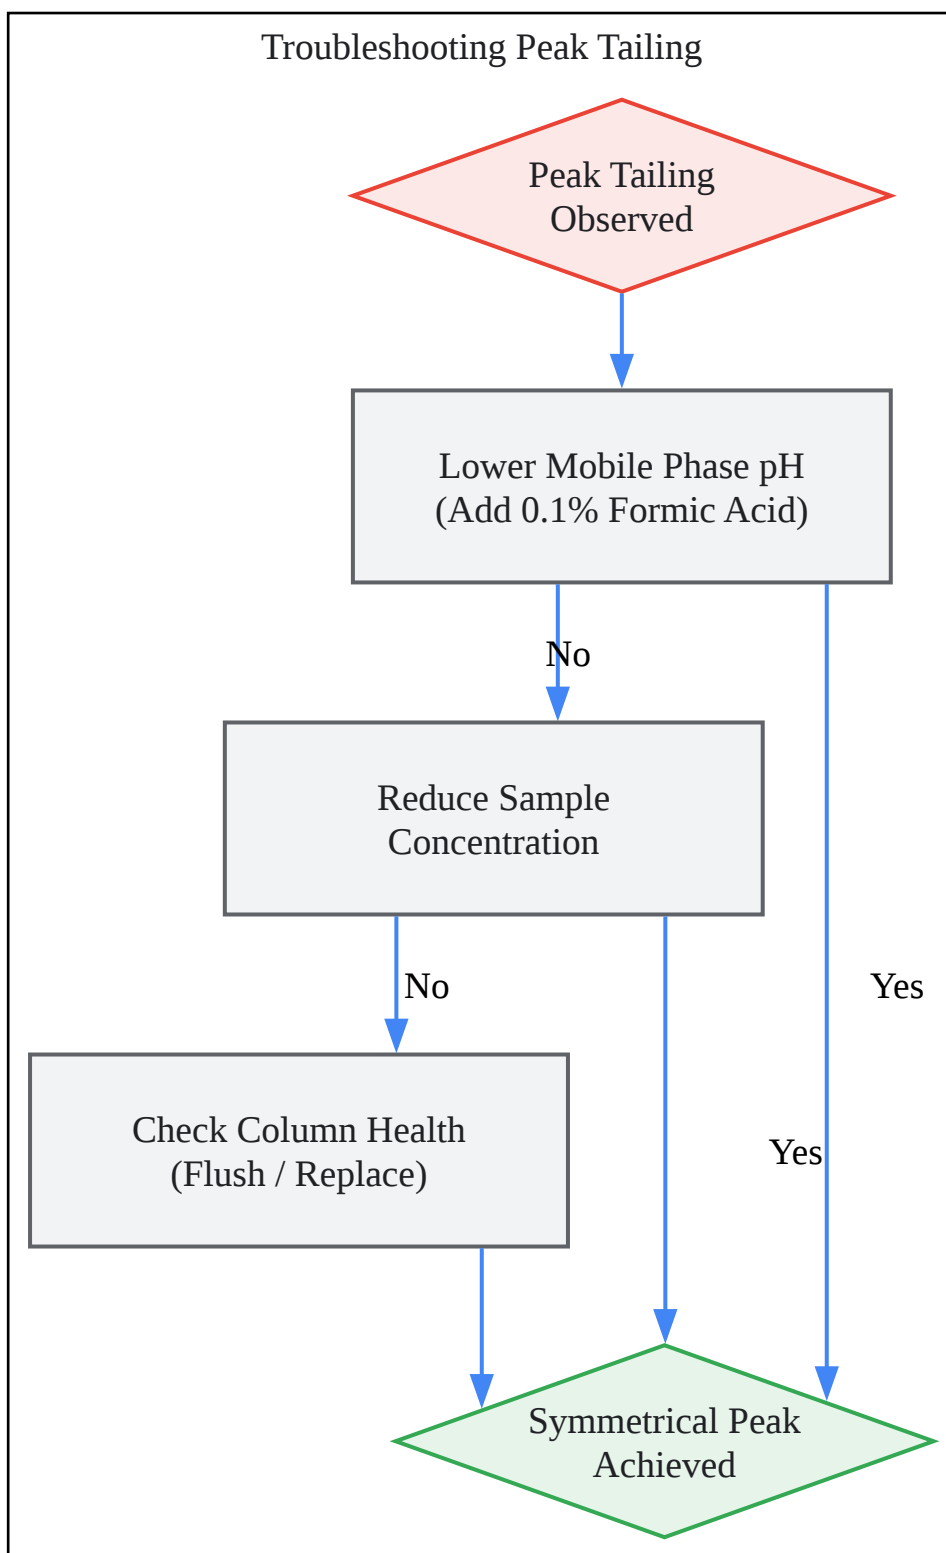 Troubleshooting Peak Tailing
Peak Tailing
Observed
Lower Mobile Phase pH
(Add 0.1% Formic Acid)
No
Reduce Sample
Concentration
No
Yes
Check Column Health
(Flush / Replace)
Yes
Symmetrical Peak
Achieved